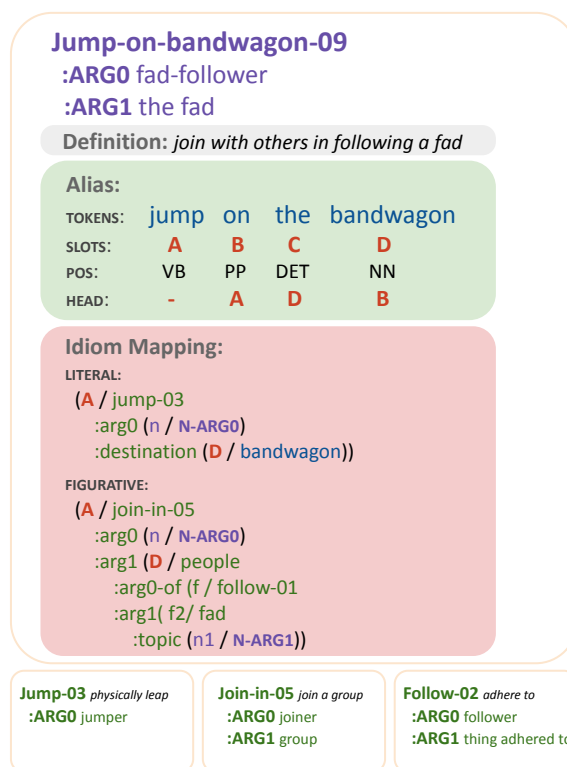 Jump-on-bandwagon-09
:ARG0 fad-follower
:ARG1 the fad
Definition: join with others in following a fad
Alias:
TOKENS: jump on the bandwagon
SLOTS: A B C D
POS: VB PP DET NN
HEAD: - A D B
Idiom Mapping:
LITERAL:
(A / jump-03
:arg0 (n / N-ARG0)
:destination (D / bandwagon))
FIGURATIVE:
(A / join-in-05
:arg0 (n / N-ARG0)
:arg1 (D / people
:arg0-of (f / follow-01
:arg1( f2/ fad
:topic (n1 / N-ARG1))
Jump-03 physically leap
:ARG0 jumper
Join-in-05 join a group
:ARG0 joiner
:ARG1 group
Follow-02 adhere to
:ARG0 follower
:ARG1 thing adhered to